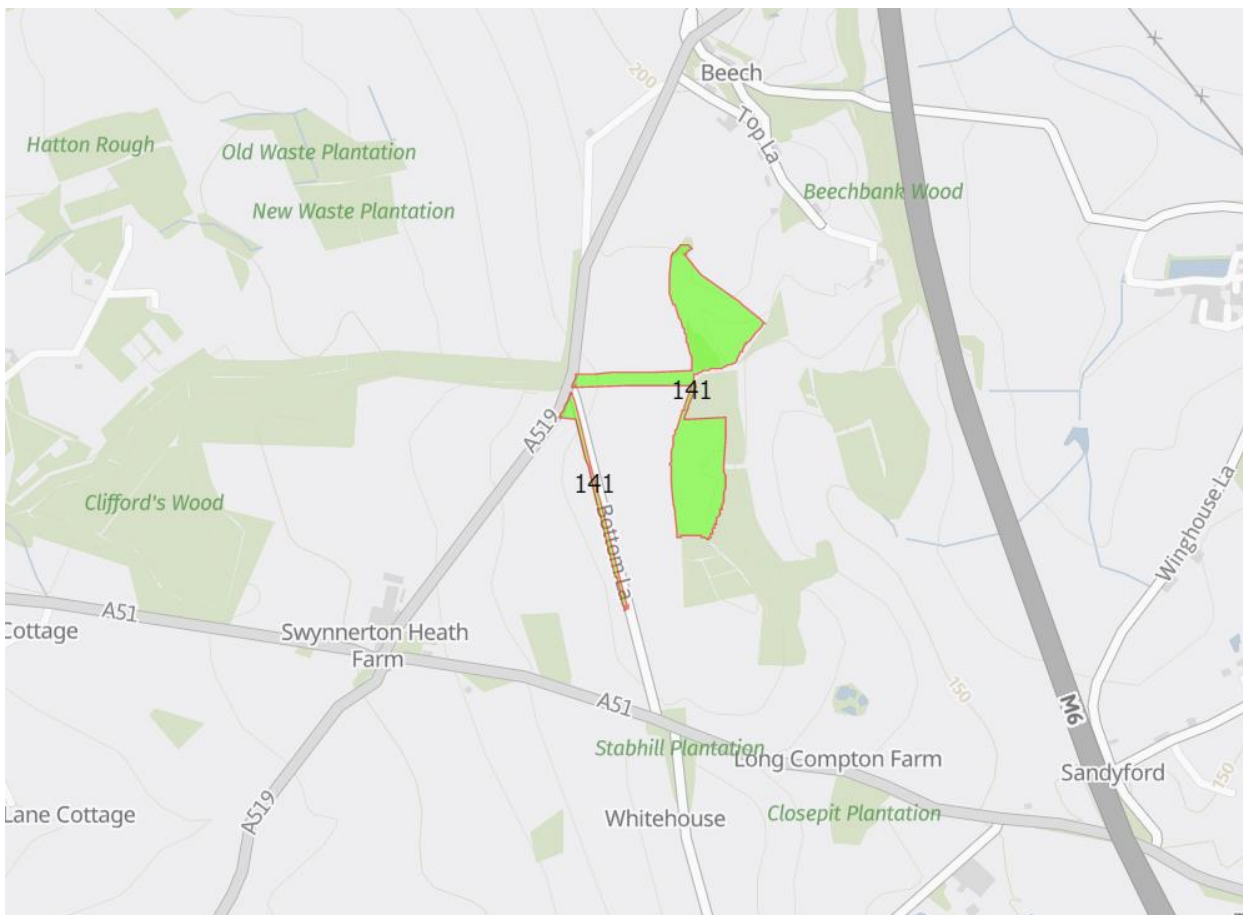 200
Beech
Top La
Hatton Rough
Old Waste Plantation
New Waste Plantation
Beechbank Wood
141
A519
141
Clifford's Wood
Bottom La
Winghouse La
A51
Cottage
Swynnerton Heath
Farm
A51
150
M6
Stabhill Plantation
Long Compton Farm
Sandyford
150
Lane Cottage
A519
Whitehouse
Closepit Plantation